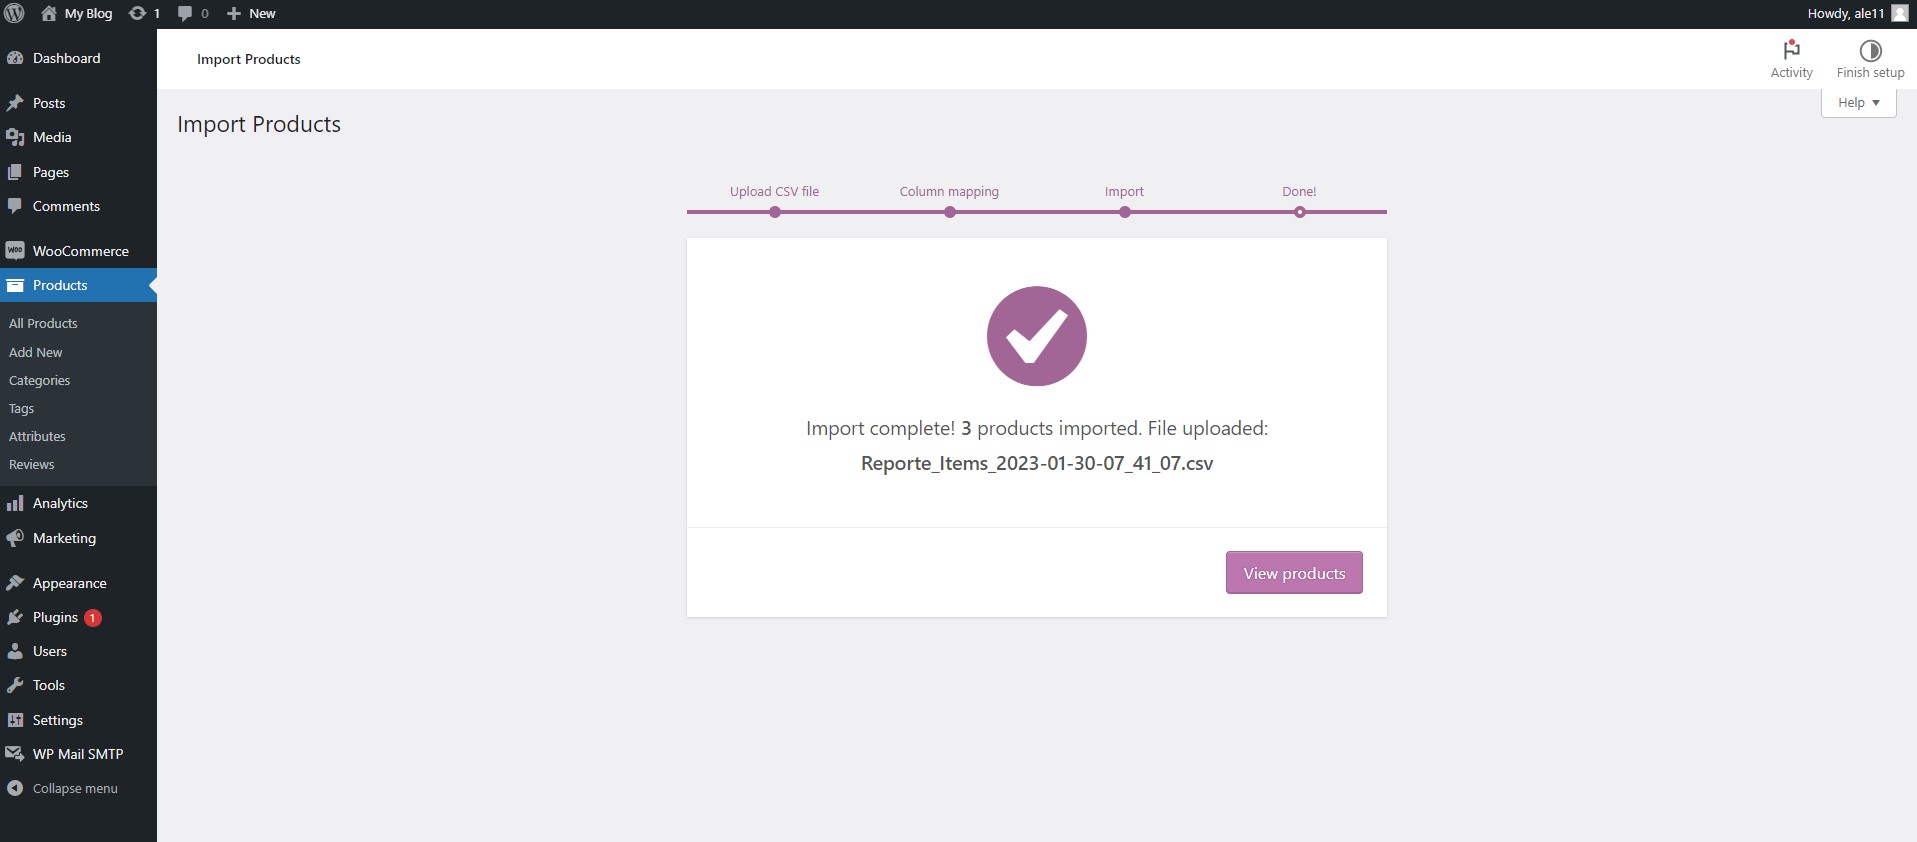 My Blog 1 0 New Howdy, ale11
Dashboard
Posts
Media
Pages
Comments
woo WooCommerce
Products
All Products
Add New
Categories
Tags
Attributes
Reviews
Analytics
Marketing
Appearance
Plugins 1
Users
Tools
Settings
WP Mail SMTP
Collapse menu
Import Products
Activity Finish setup
Help
Import Products
Upload CSV file Column mapping Import Done!
Import complete! 3 products imported. File uploaded:
Reporte_Items_2023-01-30-07_41_07.csv
View products